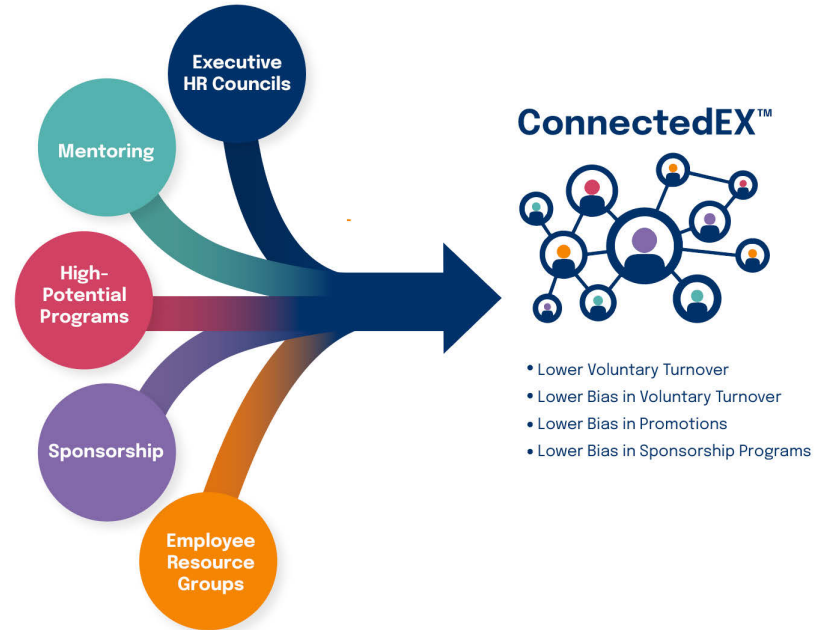 Executive
HR Councils
Mentoring
High-
Potential
Programs
Sponsorship
Employee
Resource
Groups
ConnectedEX™
• Lower Voluntary Turnover
• Lower Bias in Voluntary Turnover
• Lower Bias in Promotions
• Lower Bias in Sponsorship Programs